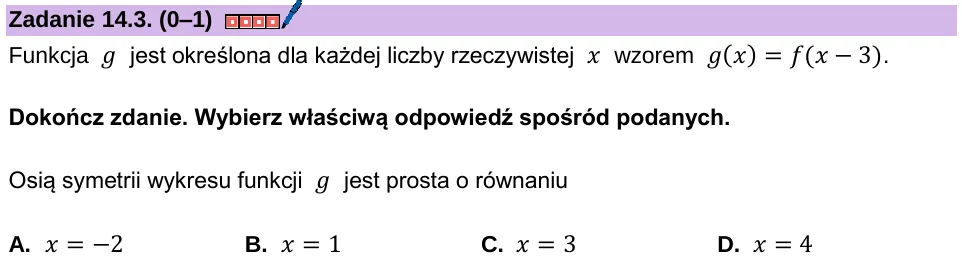 Zadanie 14.3. (0–1)
Funkcja g jest określona dla każdej liczby rzeczywistej x wzorem g(x) = f(x − 3).
Dokończ zdanie. Wybierz właściwą odpowiedź spośród podanych.
Osią symetrii wykresu funkcji g jest prosta o równaniu
A. x = −2 B. x = 1 C. x = 3 D. x = 4